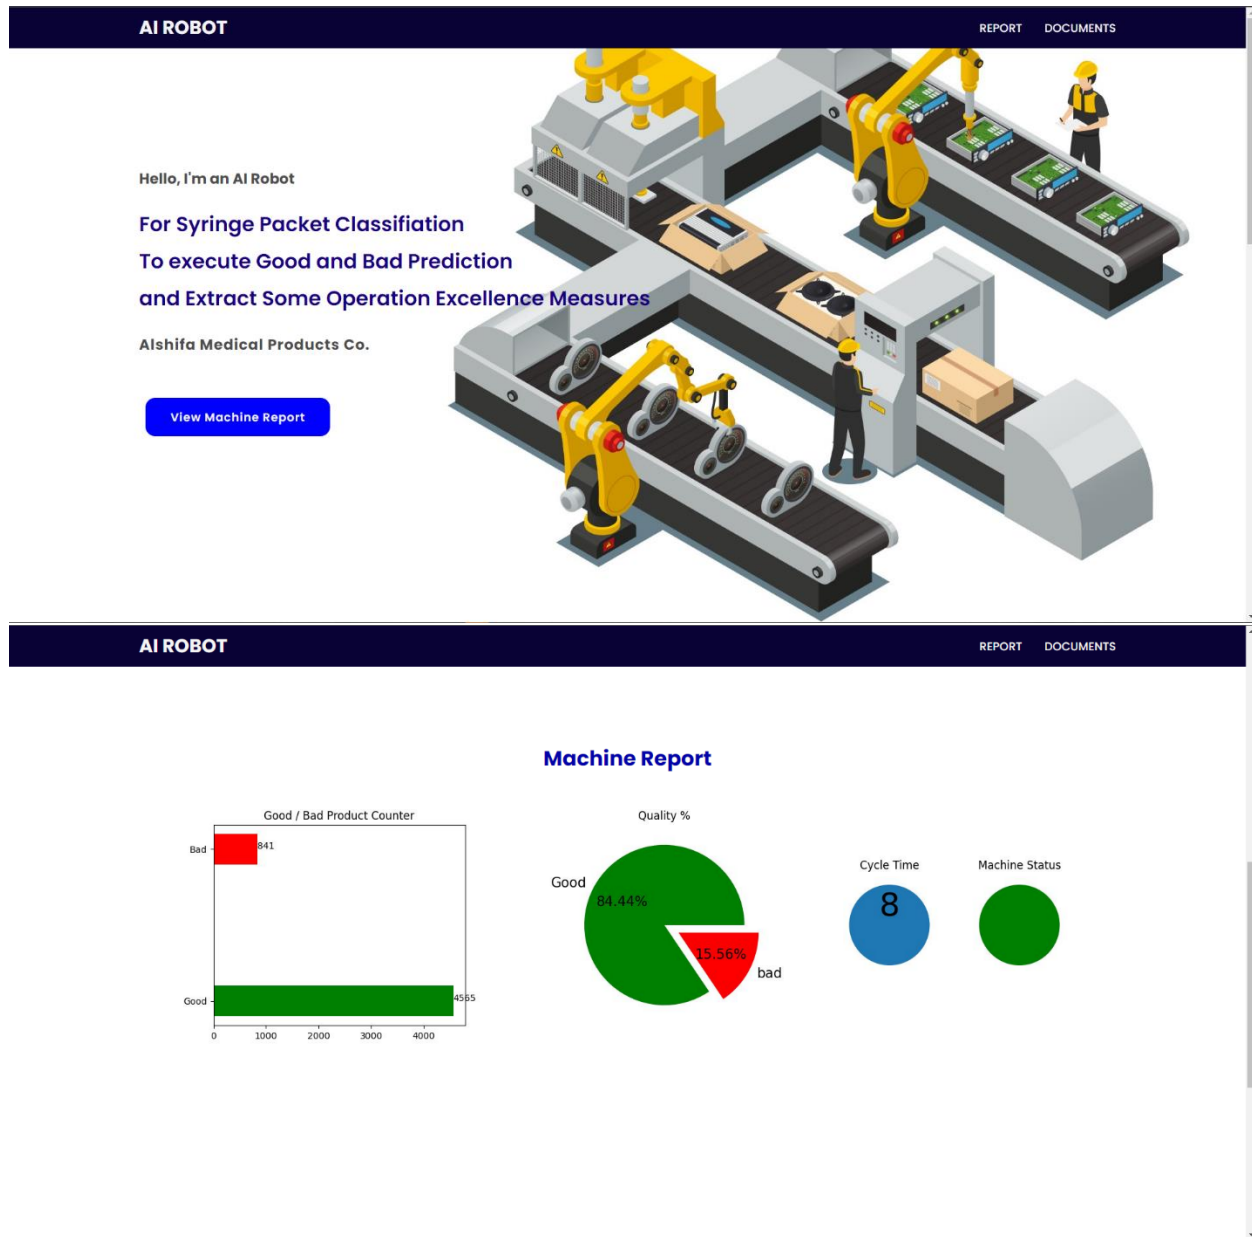 AI ROBOT
REPORT DOCUMENTS
Hello, I'm an AI Robot
For Syringe Packet Classifiation
To execute Good and Bad Prediction
and Extract Some Operation Excellence Measures
Alshifa Medical Products Co.
View Machine Report
AI ROBOT
REPORT DOCUMENTS
Machine Report
Good / Bad Product Counter
Bad
841
Good
4565
0 1000 2000 3000 4000
Quality %
Good
84.44%
15.56%
bad
Cycle Time
8
Machine Status